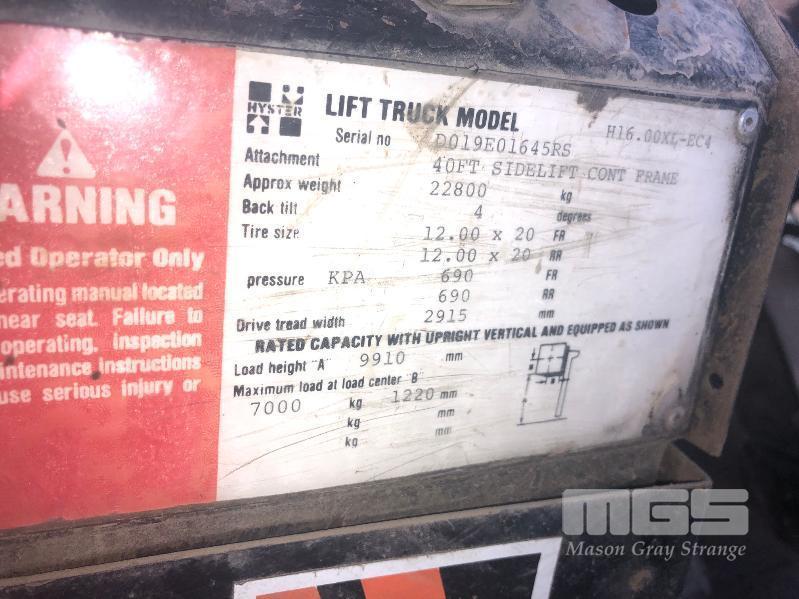 HYSTER
LIFT TRUCK MODEL H16.00XL-EC4
Serial no D019E01645RS
Attachment 40FT SIDELIFT CONT FRAME
Approx weight 22800 kg
Back tilt 4 degrees
Tire size 12.00 x 20 FR
12.00 x 20 RR
pressure KPA 690 FR
690 RR
Drive tread width 2915 mm
RATED CAPACITY WITH UPRIGHT VERTICAL AND EQUIPPED AS SHOWN
Load height "A" 9910 mm
Maximum load at load center "B"
7000 kg 1220 mm
kg mm
kg mm
ARNING
ed Operator Only
erating manual located
near seat. Failure to
operating, inspection
intenance instructions
use serious injury or
MGS
Mason Gray Strange